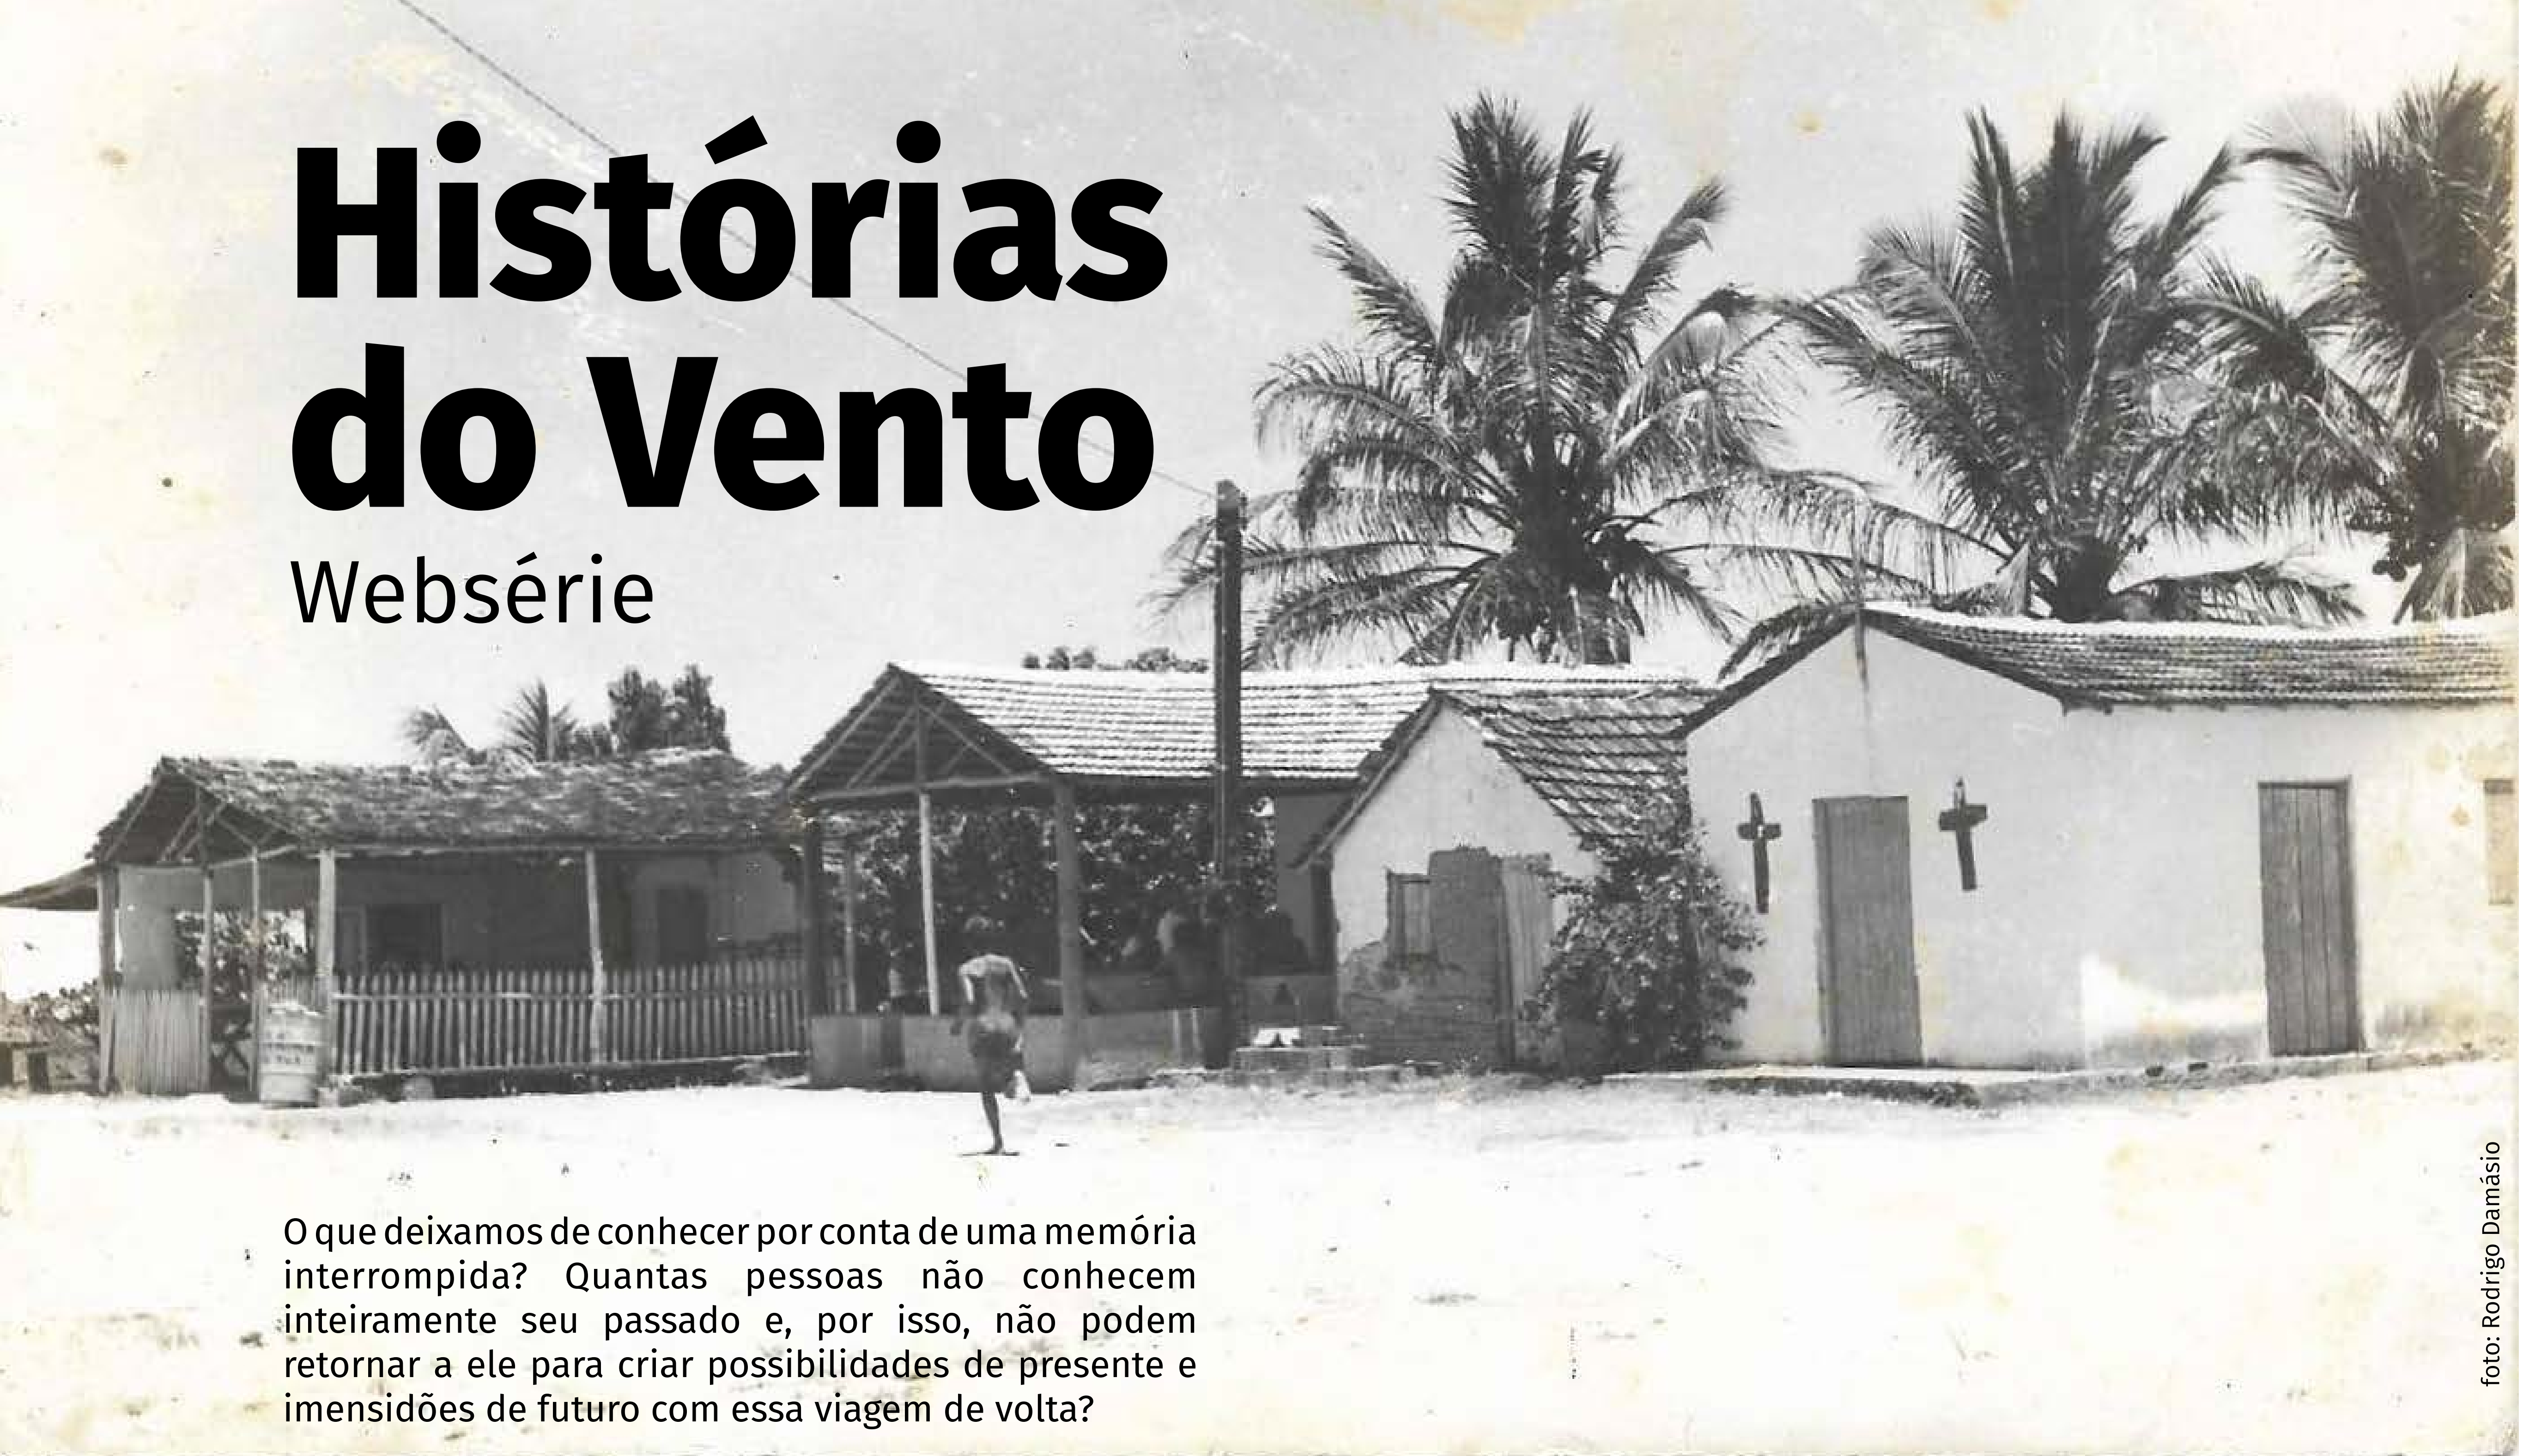 Histórias
do Vento
Websérie
O que deixamos de conhecer por conta de uma memória
interrompida? Quantas pessoas não conhecem
inteiramente seu passado e, por isso, não podem
retornar a ele para criar possibilidades de presente e
imensidões de futuro com essa viagem de volta?
foto: Rodrigo Damásio